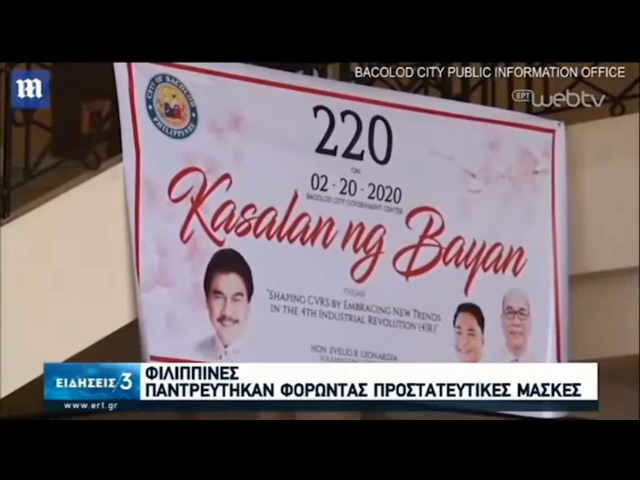 BACOLOD CITY PUBLIC INFORMATION OFFICE
m
ΕΡΤ webtv
CITY OF BACOLOD
PHILIPPINES
220
ON
02 - 20 - 2020
BACOLOD CITY GOVERNMENT CENTER
Kasalan ng Bayan
THEME:
"SHAPING CVRS BY EMBRACING NEW TRENDS
IN THE 4TH INDUSTRIAL REVOLUTION (4IR)"
HON. EVELIO R. LEONARDIA
ΕΙΔΗΣΕΙΣ 3
www.ert.gr
ΦΙΛΙΠΠΙΝΕΣ
ΠΑΝΤΡΕΥΤΗΚΑΝ ΦΟΡΩΝΤΑΣ ΠΡΟΣΤΑΤΕΥΤΙΚΕΣ ΜΑΣΚΕΣ